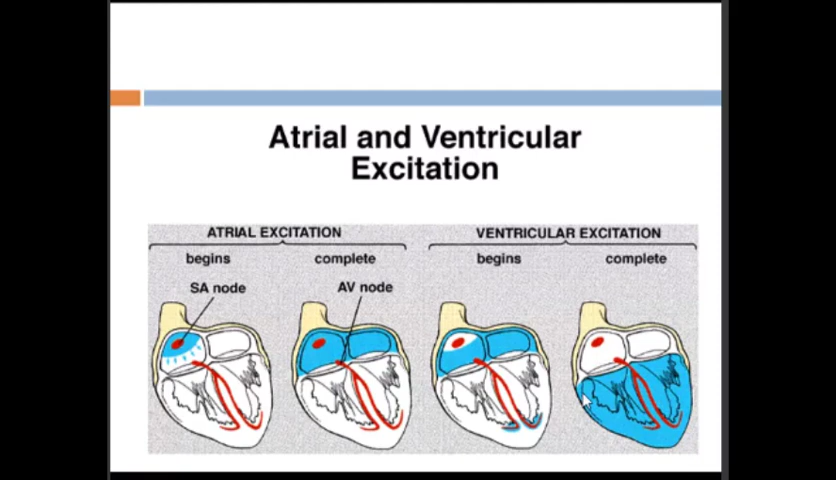 Atrial and Ventricular
Excitation
ATRIAL EXCITATION
VENTRICULAR EXCITATION
begins
complete
begins
complete
SA node
AV node